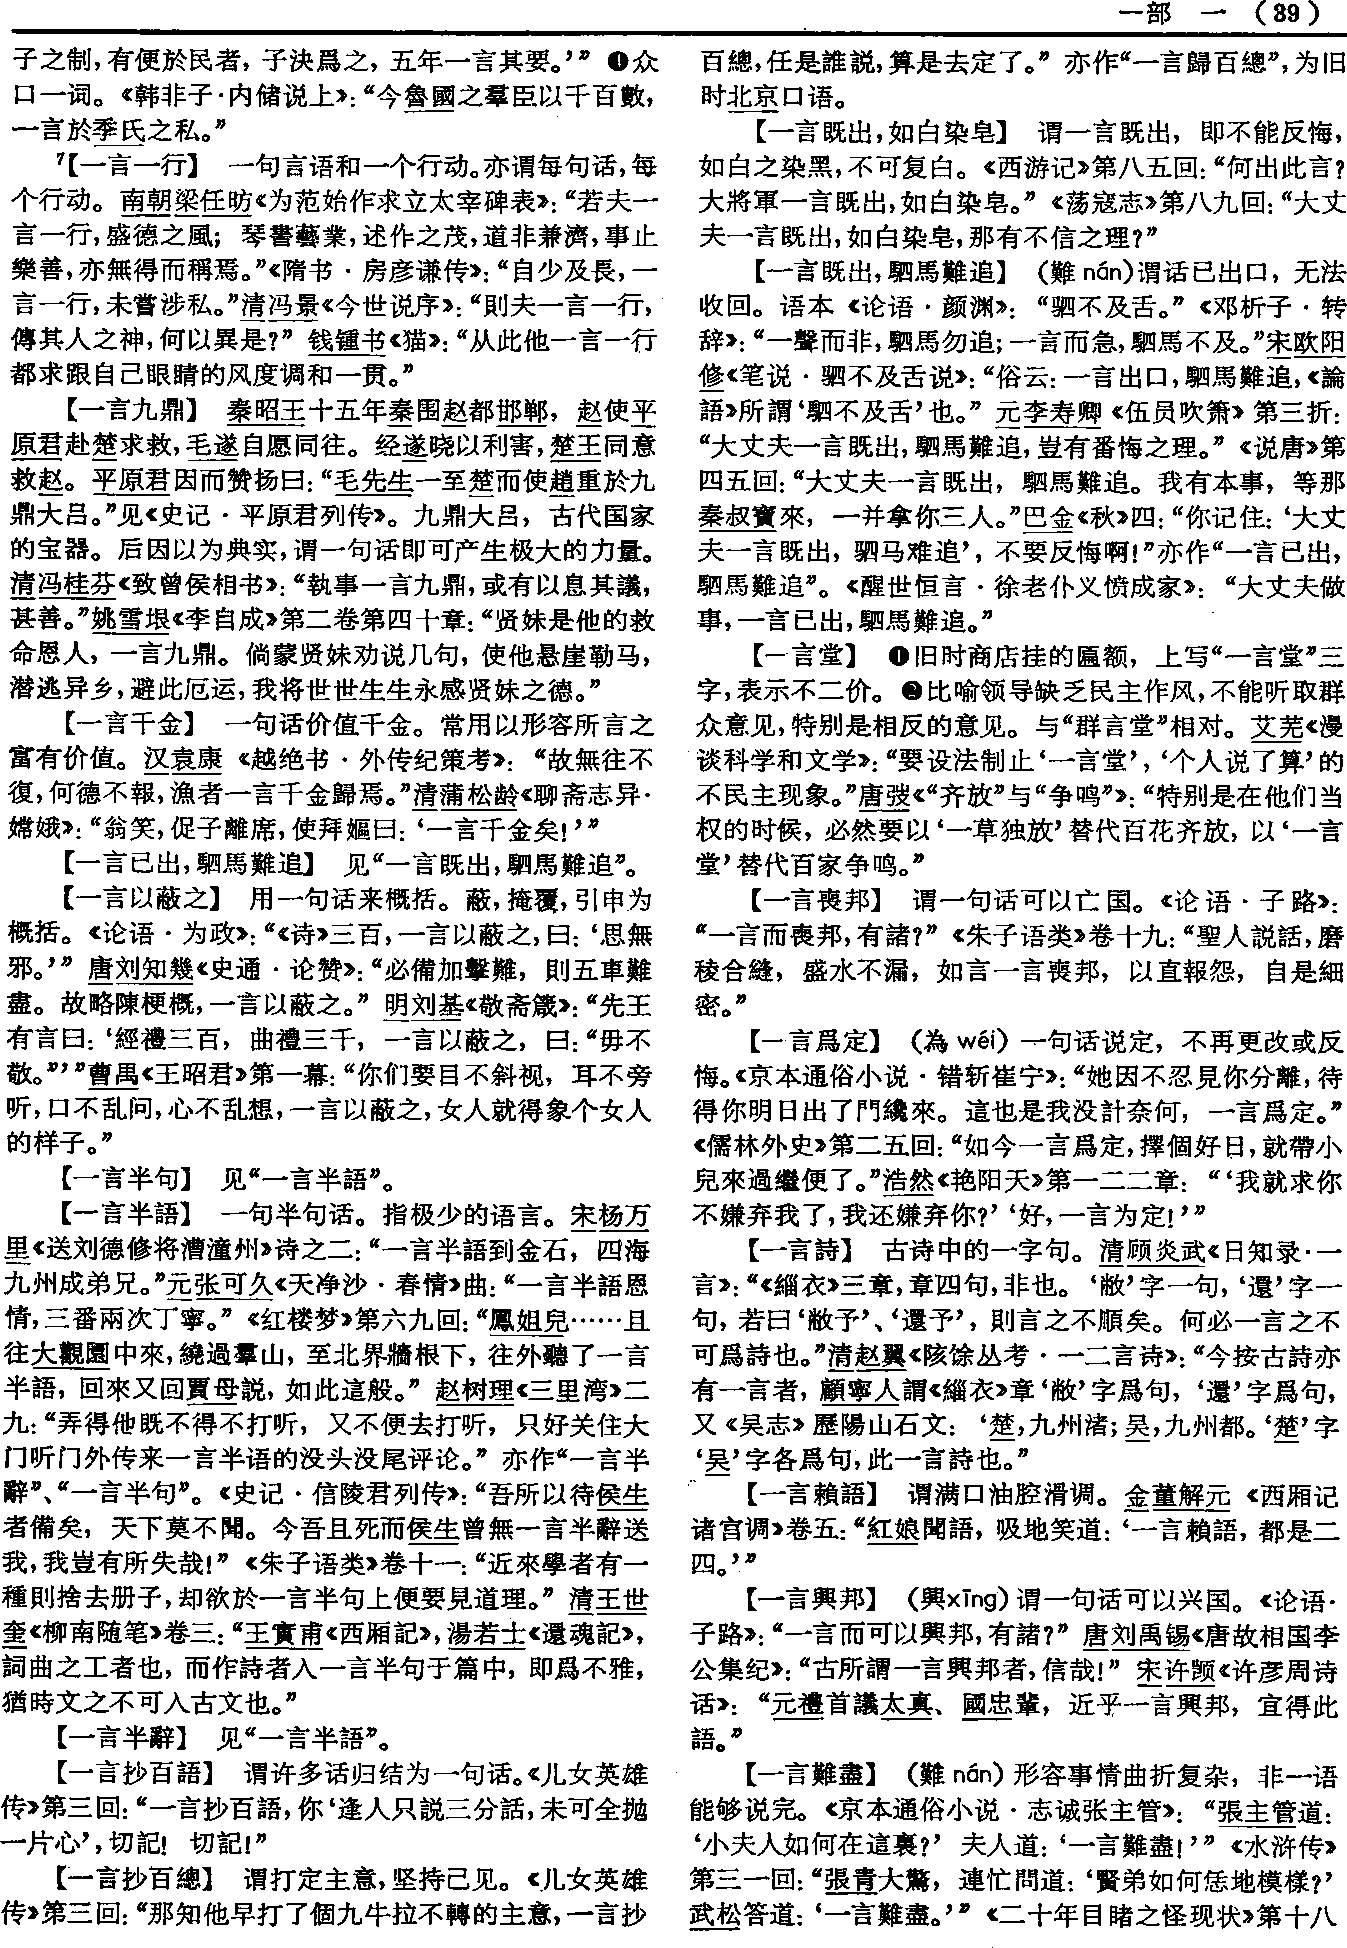 一部　一　（39）
子之制，有便於民者，子決爲之，五年一言其要。’” ❶众
口一词。《韩非子·内储说上》：“今魯國之羣臣以千百數，
一言於季氏之私。”
⁷【一言一行】　一句言语和一个行动。亦谓每句话，每
个行动。南朝梁任昉《为范始作求立太宰碑表》：“若夫一
言一行，盛德之風；琴書藝業，述作之茂，道非兼濟，事止
樂善，亦無得而稱焉。”《隋书·房彦谦传》：“自少及長，一
言一行，未嘗涉私。”清冯景《今世说序》：“則夫一言一行，
傳其人之神，何以異是？” 钱锺书《猫》：“从此他一言一行
都求跟自己眼睛的风度调和一贯。”
【一言九鼎】　秦昭王十五年秦围赵都邯郸，赵使平
原君赴楚求救，毛遂自愿同往。经遂晓以利害，楚王同意
救赵。平原君因而赞扬曰：“毛先生一至楚而使趙重於九
鼎大吕。”见《史记·平原君列传》。九鼎大吕，古代国家
的宝器。后因以为典实，谓一句话即可产生极大的力量。
清冯桂芬《致曾侯相书》：“執事一言九鼎，或有以息其議，
甚善。”姚雪垠《李自成》第二卷第四十章：“贤妹是他的救
命恩人，一言九鼎。倘蒙贤妹劝说几句，使他悬崖勒马，
潜逃异乡，避此厄运，我将世世生生永感贤妹之德。”
【一言千金】　一句话价值千金。常用以形容所言之
富有价值。汉袁康《越绝书·外传纪策考》：“故無往不
復，何德不報，漁者一言千金歸焉。”清蒲松龄《聊斋志异·
嫦娥》：“翁笑，促子離席，使拜嫗曰：‘一言千金矣！’”
【一言已出，駟馬難追】　见“一言既出，駟馬難追”。
【一言以蔽之】　用一句话来概括。蔽，掩覆，引申为
概括。《论语·为政》：“《诗》三百，一言以蔽之，曰：‘思無
邪。’” 唐刘知幾《史通·论赞》：“必備加擊難，則五車難
盡。故略陳梗概，一言以蔽之。” 明刘基《敬斋箴》：“先王
有言曰：‘經禮三百，曲禮三千，一言以蔽之，曰：“毋不
敬。”’”曹禺《王昭君》第一幕：“你们要目不斜视，耳不旁
听，口不乱问，心不乱想，一言以蔽之，女人就得象个女人
的样子。”
【一言半句】　见“一言半語”。
【一言半語】　一句半句话。指极少的语言。宋杨万
里《送刘德修将漕潼州》诗之二：“一言半語到金石，四海
九州成弟兄。”元张可久《天净沙·春情》曲：“一言半語恩
情，三番兩次丁寧。” 《红楼梦》第六九回：“鳳姐兒……且
往大觀園中來，繞過羣山，至北界牆根下，往外聽了一言
半語，回來又回賈母説，如此這般。” 赵树理《三里湾》二
九：“弄得他既不得不打听，又不便去打听，只好关住大
门听门外传来一言半语的没头没尾评论。” 亦作“一言半
辭”、“一言半句”。《史记·信陵君列传》：“吾所以待侯生
者備矣，天下莫不聞。今吾且死而侯生曾無一言半辭送
我，我豈有所失哉！” 《朱子语类》卷十一：“近來學者有一
種則捨去册子，却欲於一言半句上便要見道理。” 清王世
奎《柳南随笔》卷三：“王實甫《西厢記》，湯若士《還魂記》，
詞曲之工者也，而作詩者入一言半句于篇中，即爲不雅，
猶時文之不可入古文也。”
【一言半辭】　见“一言半語”。
【一言抄百語】　谓许多话归结为一句话。《儿女英雄
传》第三回：“一言抄百語，你‘逢人只説三分話，未可全抛
一片心’，切記！切記！”
【一言抄百總】　谓打定主意，坚持己见。《儿女英雄
传》第三回：“那知他早打了個九牛拉不轉的主意，一言抄
百總，任是誰説，算是去定了。” 亦作“一言歸百總”，为旧
时北京口语。
【一言既出，如白染皂】　谓一言既出，即不能反悔，
如白之染黑，不可复白。《西游记》第八五回：“何出此言？
大將軍一言既出，如白染皂。” 《荡寇志》第八九回：“大丈
夫一言既出，如白染皂，那有不信之理？”
【一言既出，駟馬難追】　（難 nán）谓话已出口，无法
收回。语本《论语·颜渊》：“驷不及舌。”《邓析子·转
辞》：“一聲而非，駟馬勿追；一言而急，駟馬不及。”宋欧阳
修《笔说·驷不及舌说》：“俗云：一言出口，駟馬難追，《論
語》所謂‘駟不及舌’也。” 元李寿卿《伍员吹箫》第三折：
“大丈夫一言既出，駟馬難追，豈有番悔之理。” 《说唐》第
四五回：“大丈夫一言既出，駟馬難追。我有本事，等那
秦叔寳來，一并拿你三人。”巴金《秋》四：“你记住：‘大丈
夫一言既出，驷马难追’，不要反悔啊！”亦作“一言已出，
駟馬難追”。《醒世恒言·徐老仆义愤成家》：“大丈夫做
事，一言已出，駟馬難追。”
【一言堂】　❶旧时商店挂的匾额，上写“一言堂”三
字，表示不二价。❷比喻领导缺乏民主作风，不能听取群
众意见，特别是相反的意见。与“群言堂”相对。艾芜《漫
谈科学和文学》：“要设法制止‘一言堂’，‘个人说了算’的
不民主现象。”唐弢《“齐放”与“争鸣”》：“特别是在他们当
权的时候，必然要以‘一草独放’替代百花齐放，以‘一言
堂’替代百家争鸣。”
【一言喪邦】　谓一句话可以亡国。《论语·子路》：
“一言而喪邦，有諸？” 《朱子语类》卷十九：“聖人説話，磨
稜合縫，盛水不漏，如言一言喪邦，以直報怨，自是細
密。”
【一言爲定】　（為 wéi）一句话说定，不再更改或反
悔。《京本通俗小说·错斩崔宁》：“她因不忍見你分離，待
得你明日出了門纔來。這也是我没計奈何，一言爲定。”
《儒林外史》第二五回：“如今一言爲定，擇個好日，就帶小
兒來過繼便了。”浩然《艳阳天》第一二二章：“‘我就求你
不嫌弃我了，我还嫌弃你？’‘好，一言为定！’”
【一言詩】　古诗中的一字句。清顾炎武《日知录·一
言》：“《緇衣》三章，章四句，非也。‘敝’字一句，‘還’字一
句，若曰‘敝予’、‘還予’，則言之不順矣。何必一言之不
可爲詩也。”清赵翼《陔馀丛考·一二言诗》：“今按古詩亦
有一言者，顧寧人謂《緇衣》章‘敝’字爲句，‘還’字爲句，
又《吴志》歷陽山石文：‘楚，九州渚；吴，九州都。‘楚’字
‘吴’字各爲句，此一言詩也。”
【一言賴語】　谓满口油腔滑调。金董解元《西厢记
诸宫调》卷五：“紅娘聞語，吸地笑道：‘一言賴語，都是二
四。’”
【一言興邦】　（興xīng）谓一句话可以兴国。《论语·
子路》：“一言而可以興邦，有諸？” 唐刘禹锡《唐故相国李
公集纪》：“古所謂一言興邦者，信哉！” 宋许顗《许彦周诗
话》：“元禮首議太真、國忠輩，近乎一言興邦，宜得此
語。”
【一言難盡】　（難 nán）形容事情曲折复杂，非一语
能够说完。《京本通俗小说·志诚张主管》：“張主管道：
‘小夫人如何在這裏？’ 夫人道：‘一言難盡！’” 《水浒传》
第三一回：“張青大驚，連忙問道：‘賢弟如何恁地模樣？’
武松答道：‘一言難盡。’” 《二十年目睹之怪现状》第十八